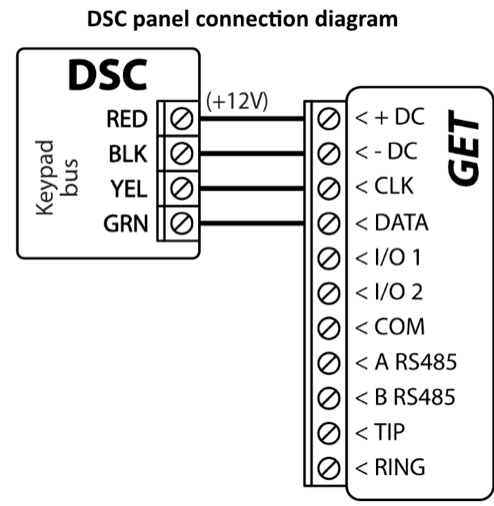 DSC panel connection diagram
DSC
Keypad
bus
RED
BLK
YEL
GRN
(+12V)
GET
< + DC
< - DC
< CLK
< DATA
< I/O 1
< I/O 2
< COM
< A RS485
< B RS485
< TIP
< RING